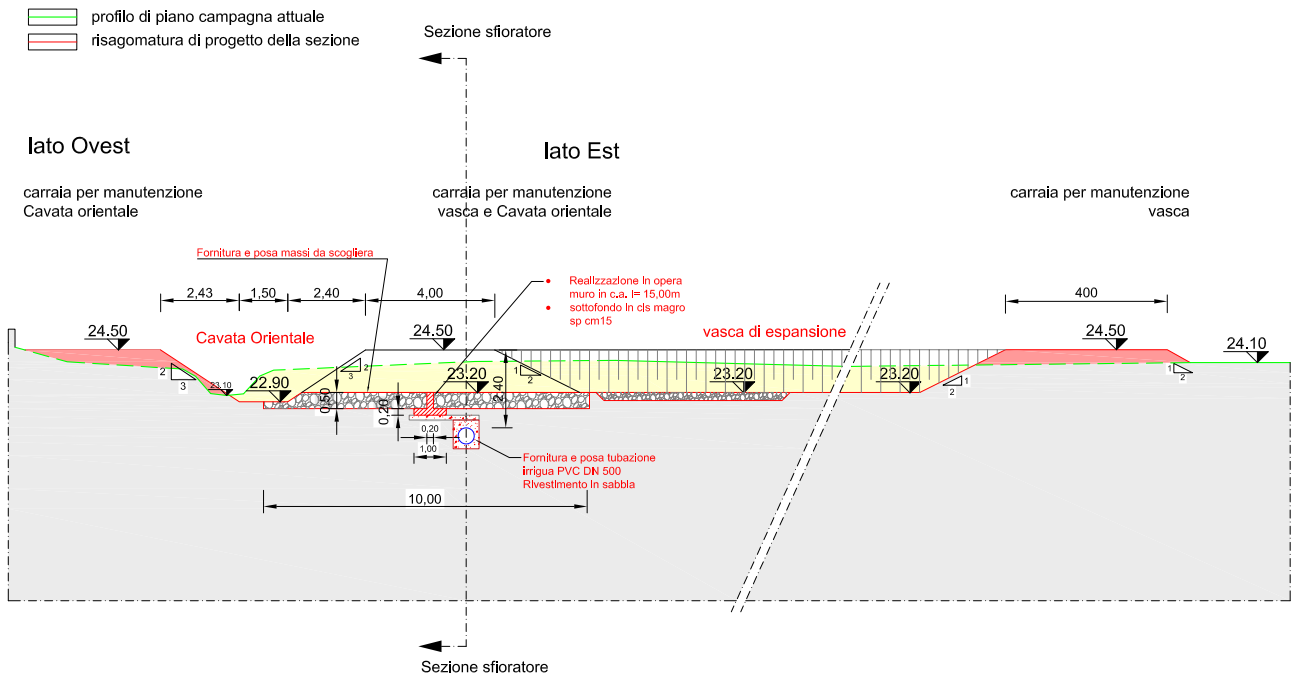 profilo di piano campagna attuale
risagomatura di progetto della sezione
Sezione sfioratore
lato Ovest
lato Est
carraia per manutenzione
Cavata orientale
carraia per manutenzione
vasca e Cavata orientale
carraia per manutenzione
vasca
Fornitura e posa massi da scogliera
• Realizzazione in opera
muro in c.a. l= 15,00m
• sottofondo in cls magro
sp cm15
2,43
1,50
2,40
4,00
400
24.50
Cavata Orientale
24.50
vasca di espansione
24.50
24.10
2
3
23.10
22.90
3
2
23.20
1
2
23.20
23.20
1
2
1
2
0,50
0,20
2,40
0,20
1,00
Fornitura e posa tubazione
irrigua PVC DN 500
Rivestimento in sabbia
10,00
Sezione sfioratore